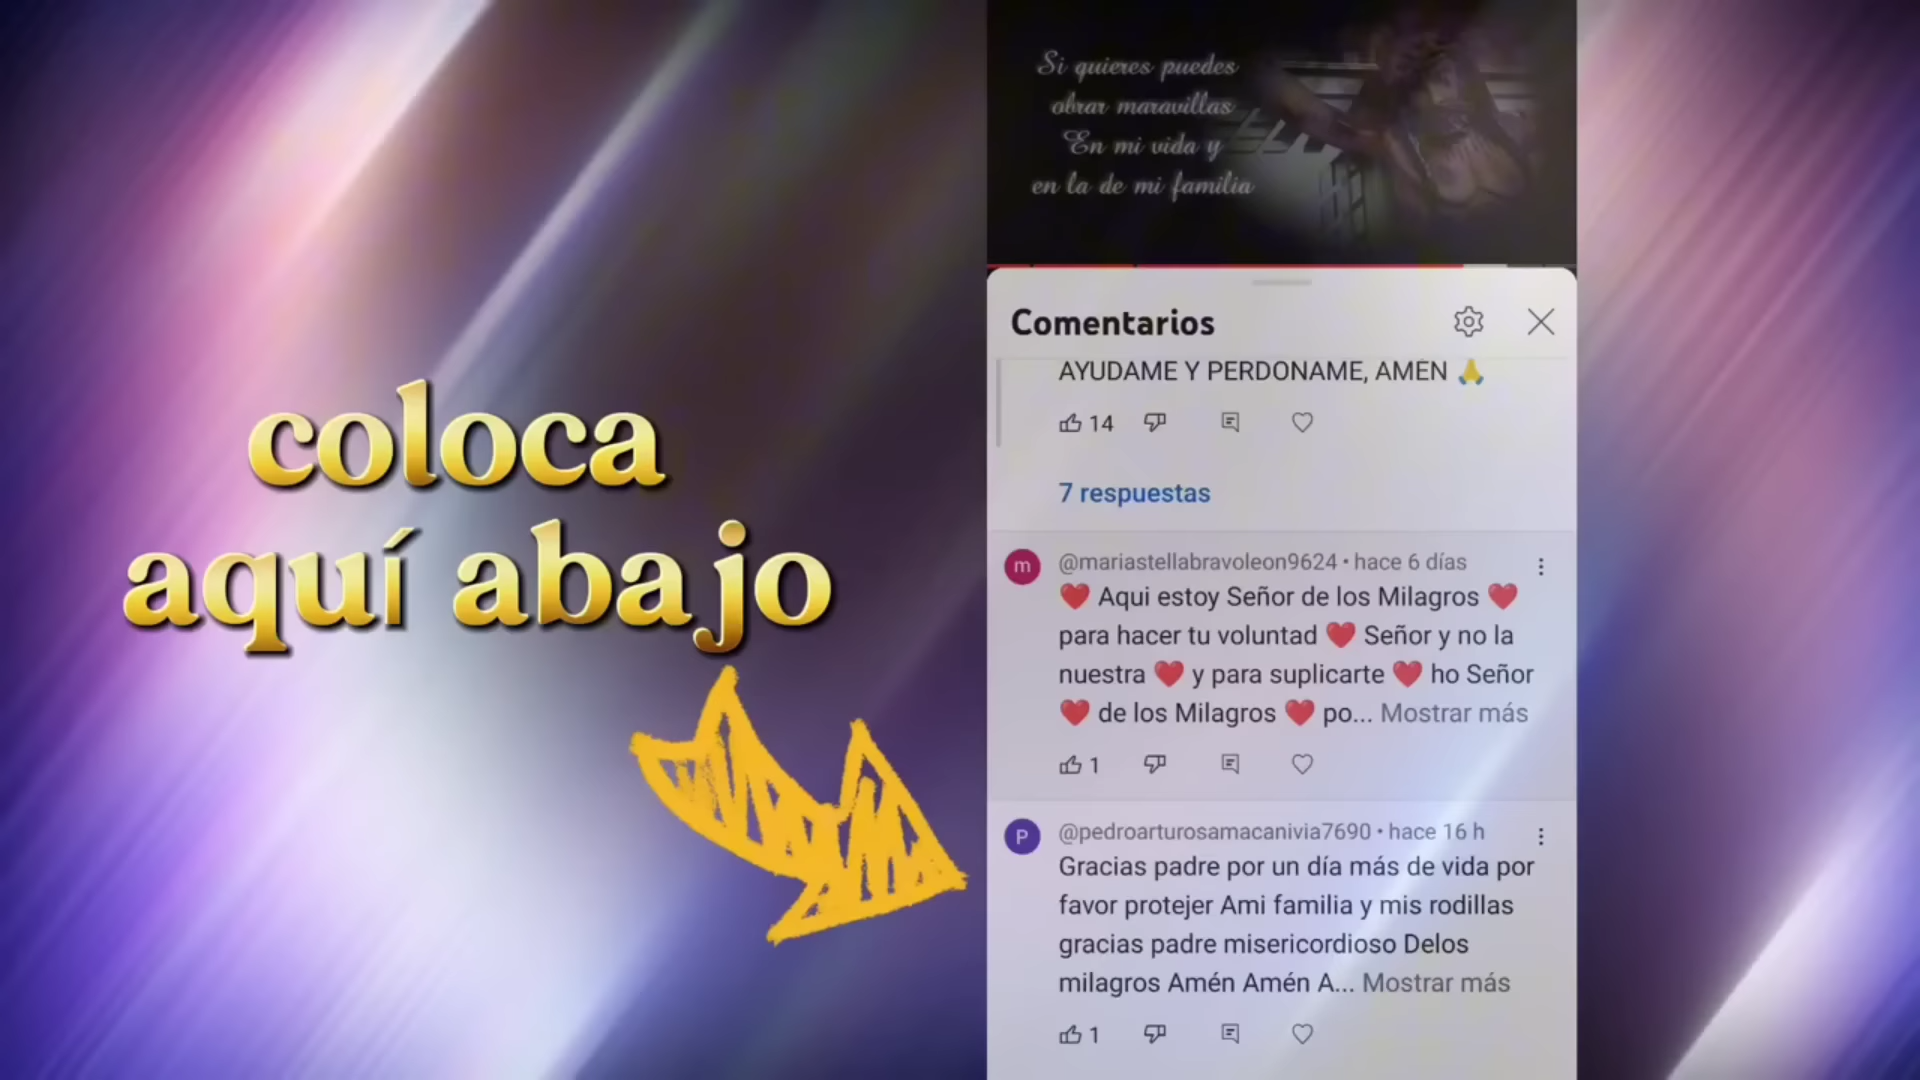 coloca
aquí abajo
Si quieres puedes
obrar maravillas
En mi vida y
en la de mi familia
Comentarios
AYUDAME Y PERDONAME, AMÉN 🙏
14
7 respuestas
m
@mariastellabravoleon9624 • hace 6 días
❤️ Aqui estoy Señor de los Milagros ❤️
para hacer tu voluntad ❤️ Señor y no la
nuestra ❤️ y para suplicarte ❤️ ho Señor
❤️ de los Milagros ❤️ po... Mostrar más
1
P
@pedroarturosamacanivia7690 • hace 16 h
Gracias padre por un día más de vida por
favor protejer Ami familia y mis rodillas
gracias padre misericordioso Delos
milagros Amén Amén A... Mostrar más
1